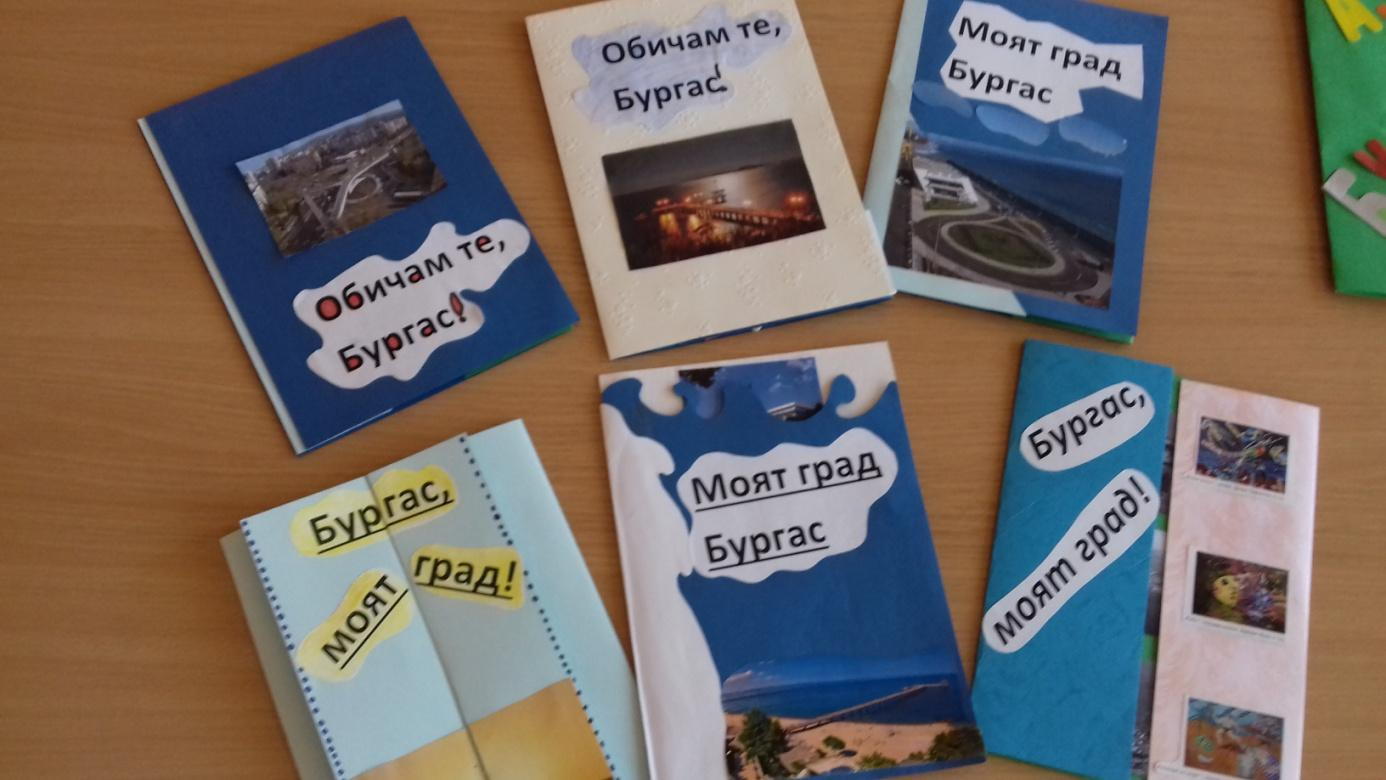 Обичам те,
Бургас!
Обичам те,
Бургас!
Моят град
Бургас
Бургас,
моят
град!
Моят град
Бургас
Бургас,
моят град!